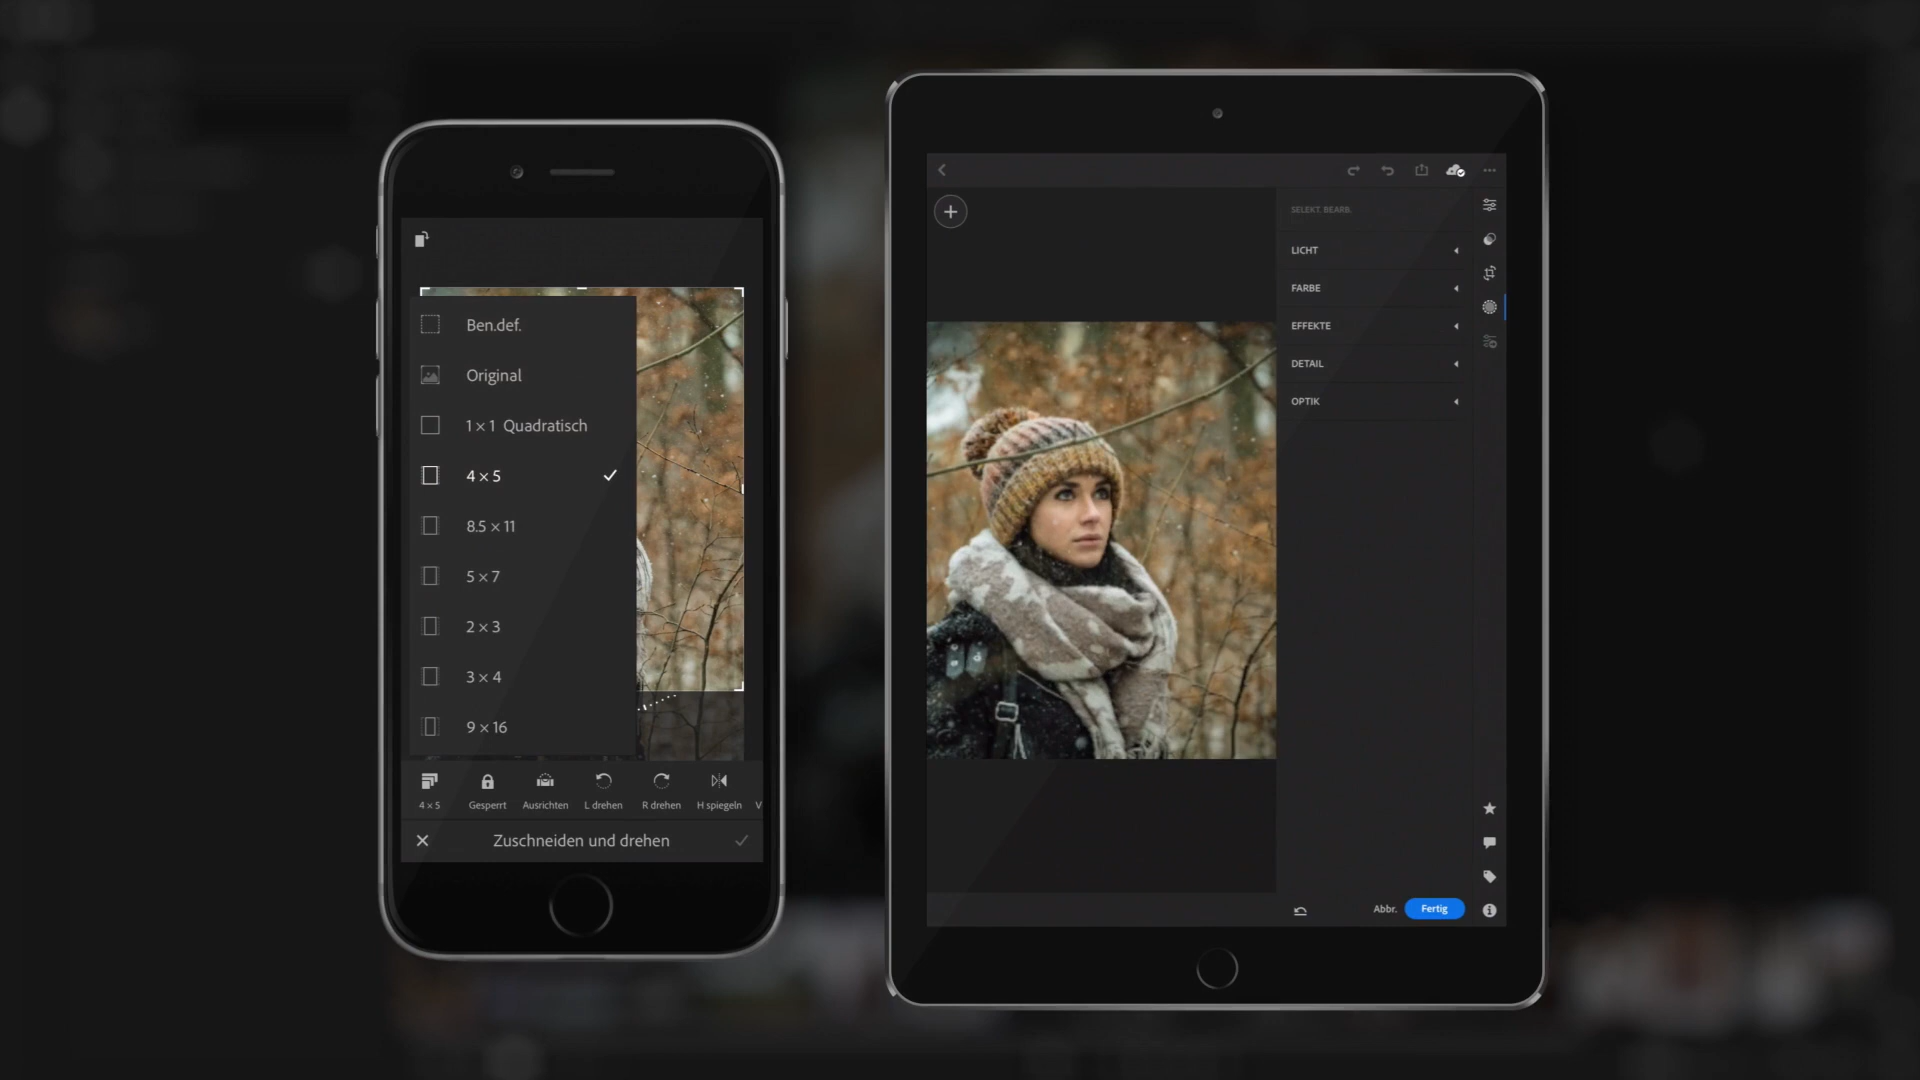 Ben.def.
Original
1 × 1 Quadratisch
4 × 5
8.5 × 11
5 × 7
2 × 3
3 × 4
9 × 16
4 × 5
Gesperrt
Ausrichten
L drehen
R drehen
H spiegeln
V
Zuschneiden und drehen
SELEKT. BEARB.
LICHT
FARBE
EFFEKTE
DETAIL
OPTIK
Abbr.
Fertig